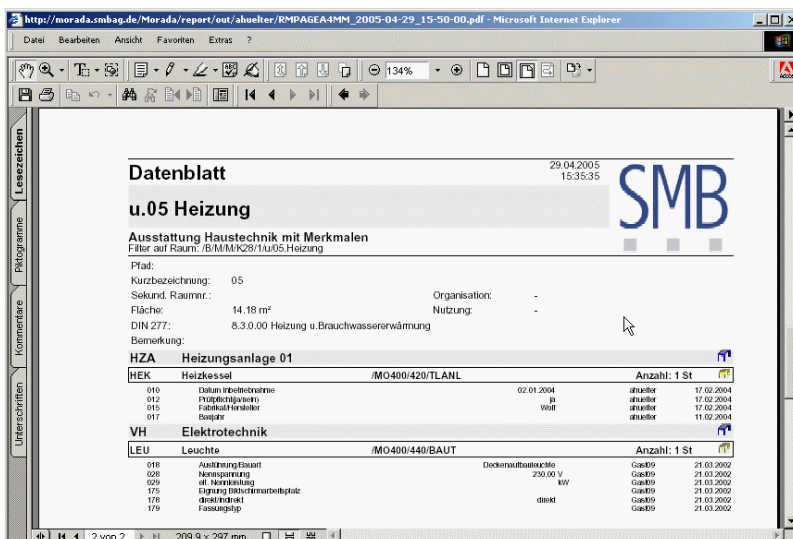 http://morada.smbag.de/Morada/report/out/ahuelter/RMPAGEA4MM_2005-04-29_15-50-00.pdf - Microsoft Internet Explorer
Datei Bearbeiten Ansicht Favoriten Extras ?
134%
Lesezeichen
Piktogramme
Kommentare
Unterschriften
Datenblatt
29.04.2005
15:35:35
SMB
u.05 Heizung
Ausstattung Haustechnik mit Merkmalen
Filter auf Raum: /B/M/M/K28/1/u/05.Heizung
Pfad:
Kurzbezeichnung: 05
Sekund. Raumnr.: Organisation: -
Fläche: 14.18 m² Nutzung: -
DIN 277: 8.3.0.00 Heizung u.Brauchwassererwärmung
Bemerkung:
HZA Heizungsanlage 01
HEK Heizkessel /MO400/420/TLANL Anzahl: 1 St
010 Datum Inbetriebnahme 02.01.2004 ahuelter 17.02.2004
012 Prüfpflicht(ja/nein) ja ahuelter 17.02.2004
015 Fabrikat/Hersteller Wolf ahuelter 17.02.2004
017 Baujahr ahuelter 11.02.2004
VH Elektrotechnik
LEU Leuchte /MO400/440/BAUT Anzahl: 1 St
018 Ausführung/Bauart Deckenaufbauleuchte Gast09 21.03.2002
028 Nennspannung 230,00 V Gast09 21.03.2002
029 elt. Nennleistung kW Gast09 21.03.2002
175 Eignung Bildschirmarbeitsplatz Gast09 21.03.2002
178 direkt/indirekt direkt Gast09 21.03.2002
179 Fassungstyp Gast09 21.03.2002
2 von 2 209,9 x 297 mm